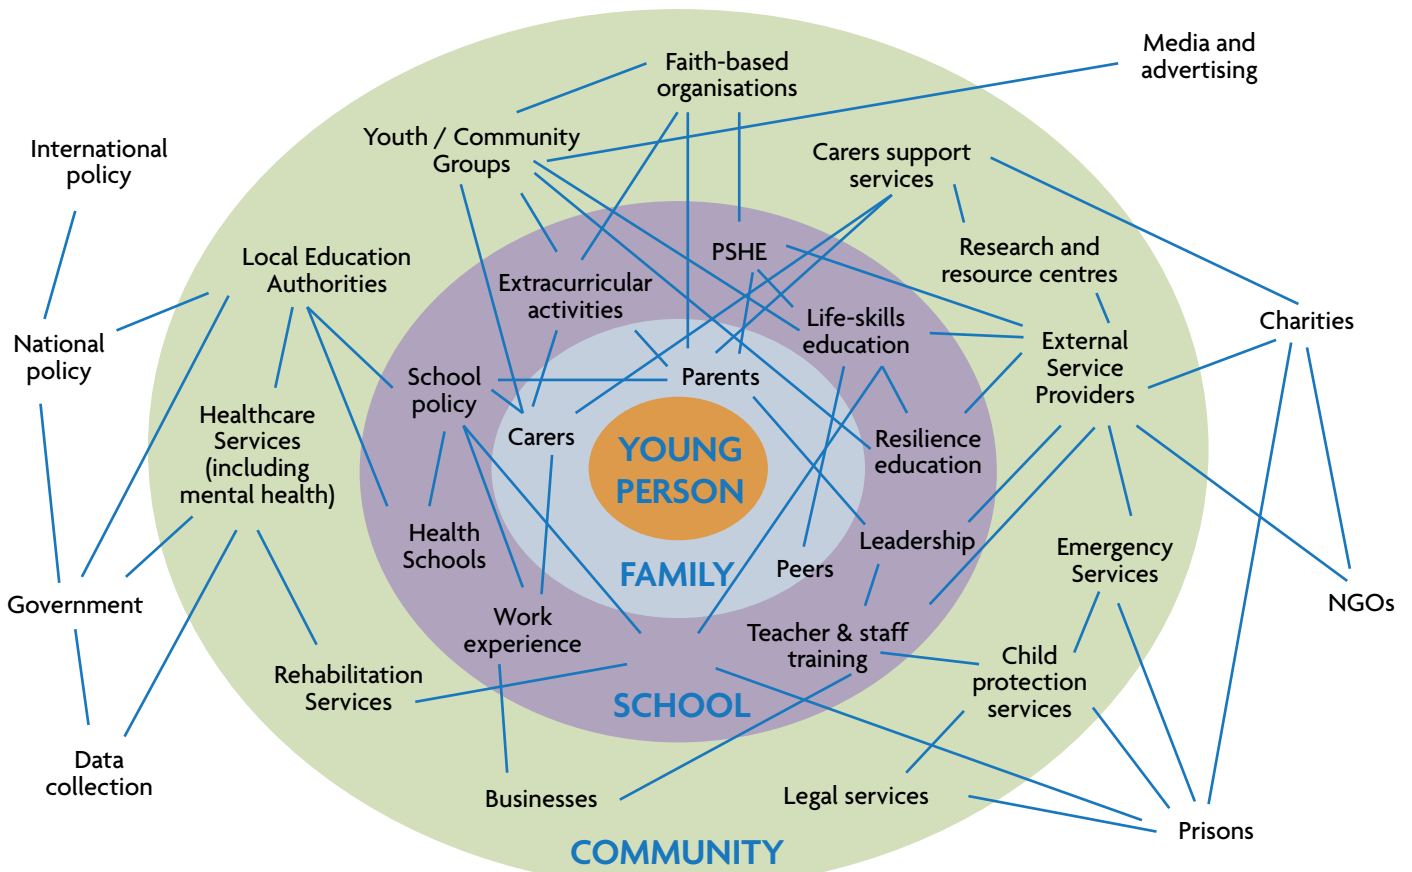 Media and
advertising
Faith-based
organisations
Youth / Community
Groups
International
policy
Carers support
services
Local Education
Authorities
PSHE
Research and
resource centres
Extracurricular
activities
Life-skills
education
Charities
National
policy
External
Service
Providers
School
policy
Parents
Healthcare
Services
(including
mental health)
Carers
YOUNG
PERSON
Resilience
education
Health
Schools
Leadership
Emergency
Services
Peers
FAMILY
Government
NGOs
Work
experience
Teacher & staff
training
Child
protection
services
Rehabilitation
Services
SCHOOL
Data
collection
Businesses
Legal services
Prisons
COMMUNITY